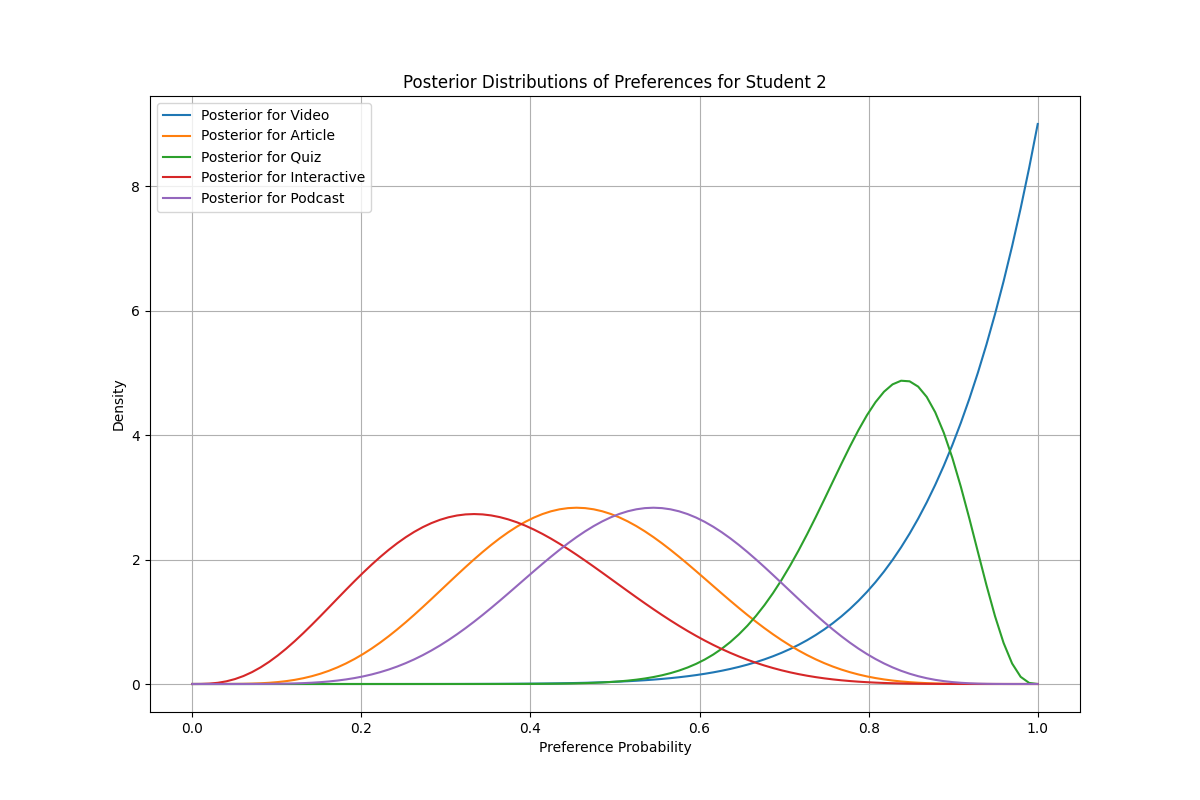 Posterior Distributions of Preferences for Student 2
Posterior for Video
Posterior for Article
Posterior for Quiz
Posterior for Interactive
Posterior for Podcast
Density
8
6
4
2
0
0.0 0.2 0.4 0.6 0.8 1.0
Preference Probability